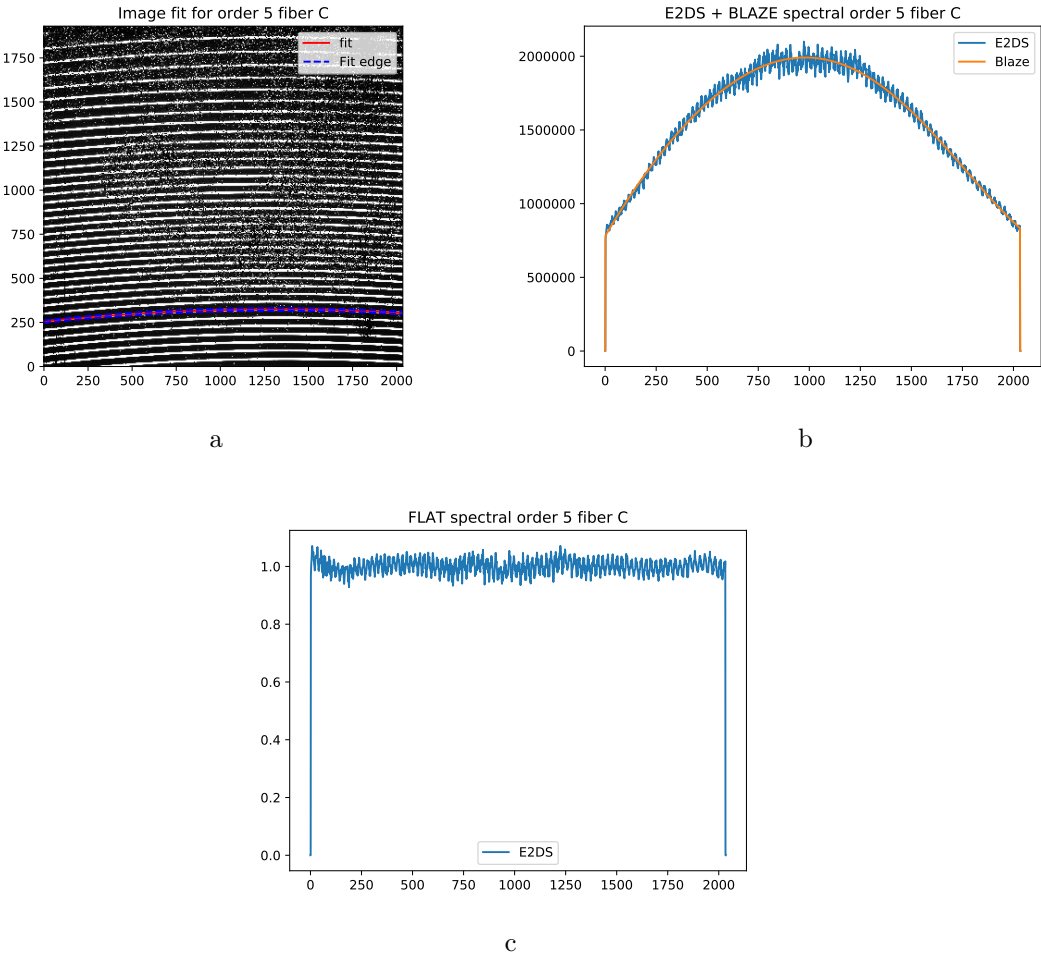 Image fit for order 5 fiber C
fit
Fit edge
1750
1500
1250
1000
750
500
250
0
0 250 500 750 1000 1250 1500 1750 2000
a
E2DS + BLAZE spectral order 5 fiber C
E2DS
Blaze
2000000
1500000
1000000
500000
0
0 250 500 750 1000 1250 1500 1750 2000
b
FLAT spectral order 5 fiber C
1.0
0.8
0.6
0.4
0.2
0.0
E2DS
0 250 500 750 1000 1250 1500 1750 2000
c